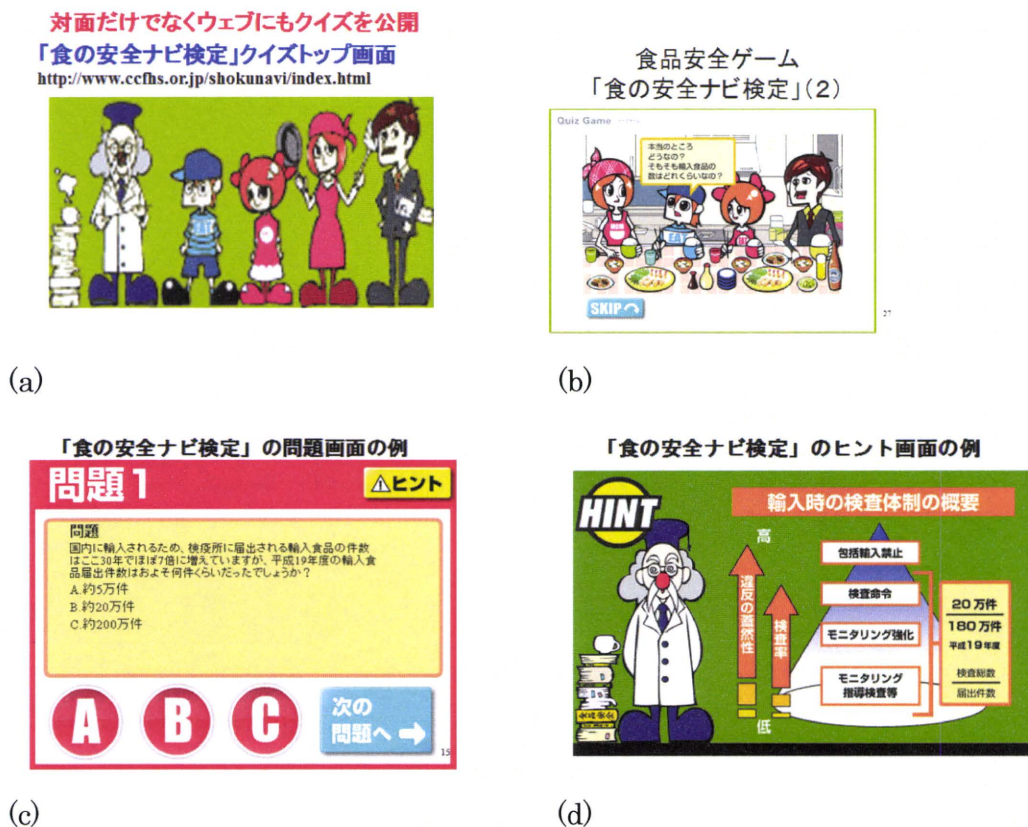 対面だけでなくウェブにもクイズを公開
「食の安全ナビ検定」クイズトップ画面
http://www.ccfhs.or.jp/shokunavi/index.html
(a)
食品安全ゲーム
「食の安全ナビ検定」(2)
Quiz Game
本当のところ
どうなの?
そもそも輸入食品の
数はどれくらいなの?
EAT
SKIP
27
(b)
「食の安全ナビ検定」の問題画面の例
問題1
ヒント
問題
国内に輸入されるため、検疫所に届出される輸入食品の件数
はここ30年でほぼ7倍に増えていますが、平成19年度の輸入食
品届出件数はおよそ何件くらいだったでしょうか?
A.約5万件
B.約20万件
C.約200万件
A B C
次の
問題へ
15
(c)
「食の安全ナビ検定」のヒント画面の例
HINT
輸入時の検査体制の概要
高
違反の蓋然性
検査率
低
包括輸入禁止
検査命令
モニタリング強化
モニタリング
指導検査等
20万件
180万件
平成19年度
検査総数
届出件数
食品安全
(d)